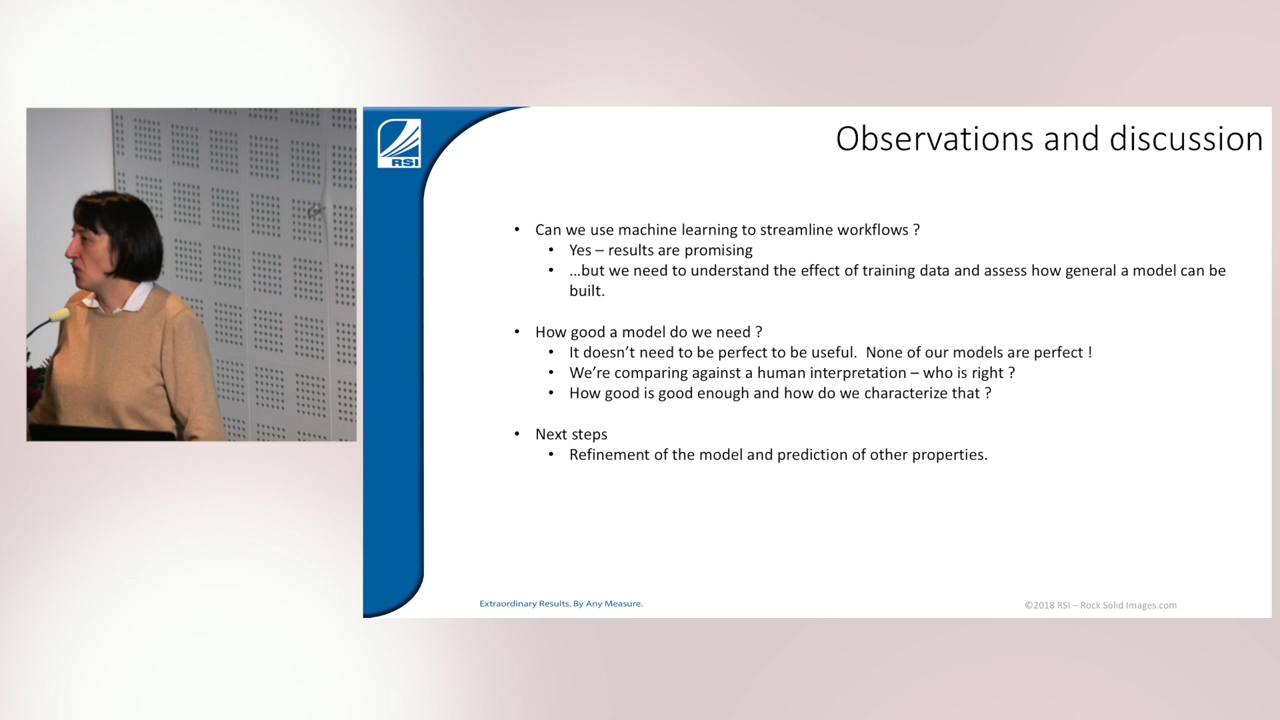 RSI
Observations and discussion
• Can we use machine learning to streamline workflows ?
• Yes – results are promising
• …but we need to understand the effect of training data and assess how general a model can be
built.
• How good a model do we need ?
• It doesn’t need to be perfect to be useful.  None of our models are perfect !
• We’re comparing against a human interpretation – who is right ?
• How good is good enough and how do we characterize that ?
• Next steps
• Refinement of the model and prediction of other properties.
Extraordinary Results. By Any Measure.
©2018 RSI – Rock Solid Images.com